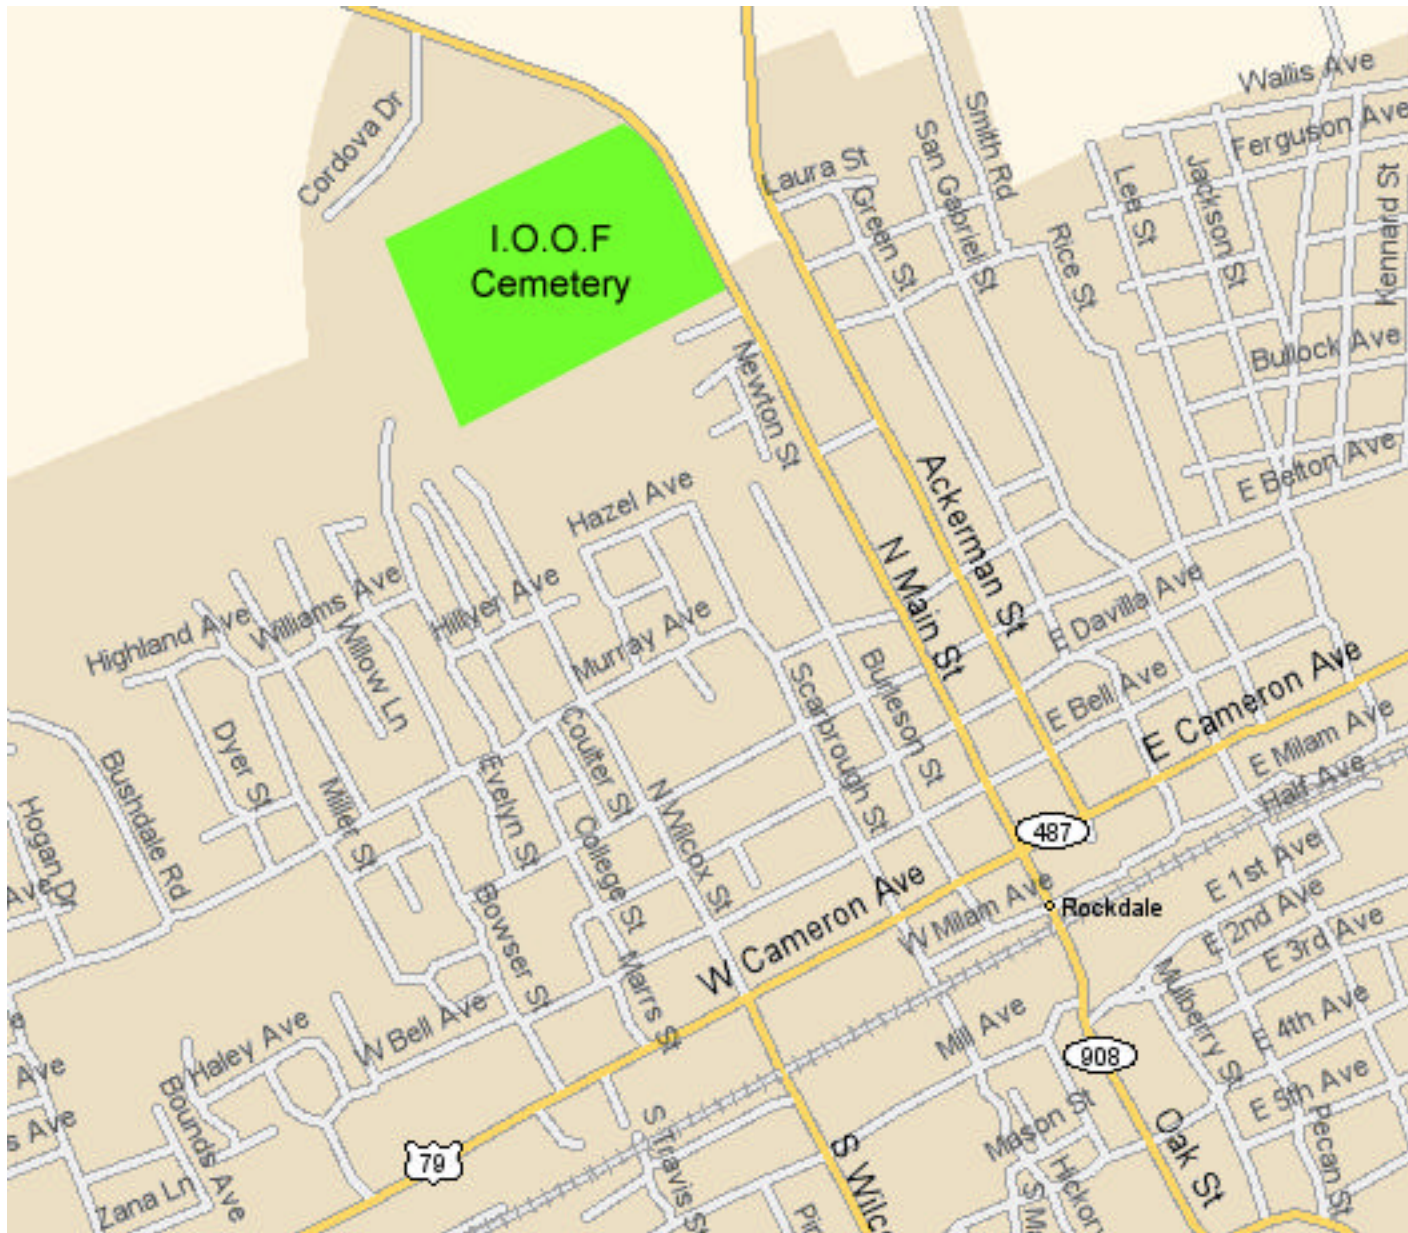 Wallis Ave
Ferguson Ave
Cordova Dr
Smith Rd
San Gabriel St
Laura St
Green St
Lee St
Jackson St
Kennard St
Rice St
I.O.O.F
Cemetery
Bullock Ave
Newton St
E Belton Ave
Ackerman St
Hazel Ave
N Main St
Highland Ave
Williams Ave
Willow Ln
Hillyer Ave
Murray Ave
E Davilla Ave
E Bell Ave
E Cameron Ave
Burleson St
Scarbrough St
Dyer St
Bushdale Rd
Hogan Dr
Miller St
Evelyn St
Coulter St
College St
N Wilcox St
E Milam Ave
Half Ave
487
E 1st Ave
E 2nd Ave
E 3rd Ave
E 4th Ave
E 5th Ave
W Cameron Ave
W Milam Ave
Rockdale
Ave
Bowser St
Marrs St
W Bell Ave
Haley Ave
Bounds Ave
Zana Ln
Ave
s Ave
Mill Ave
Mulberry St
908
Mason St
Hickory
S Ma
Oak St
Pecan St
79
S Travis St
S Wilc
Pin